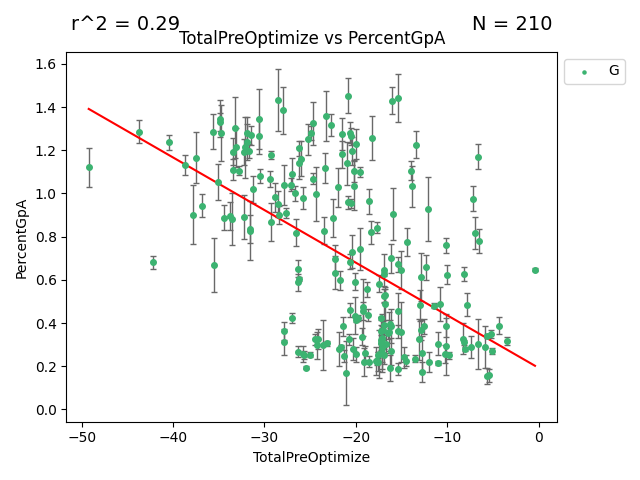 r^2 = 0.29
N = 210
TotalPreOptimize vs PercentGpA
G
PercentGpA
1.6
1.4
1.2
1.0
0.8
0.6
0.4
0.2
0.0
−50
−40
−30
−20
−10
0
TotalPreOptimize